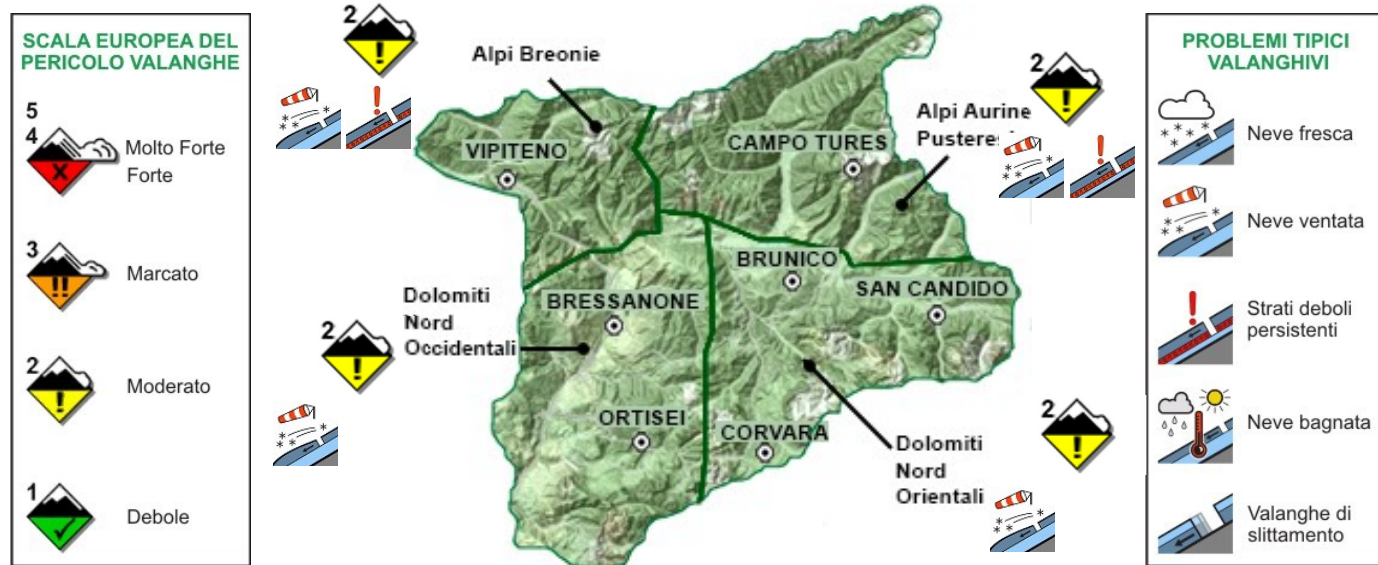 SCALA EUROPEA DEL
PERICOLO VALANGHE
5
4
Molto Forte
Forte
3
Marcato
2
Moderato
1
Debole
2
Alpi Breonie
VIPITENO
CAMPO TURES
Alpi Aurine
2
BRUNICO
SAN CANDIDO
BRESSANONE
Dolomiti
Nord
Occidentali
2
ORTISEI
CORVARA
Dolomiti
Nord
Orientali
2
PROBLEMI TIPICI
VALANGHIVI
Neve fresca
Neve ventata
Strati deboli
persistenti
Neve bagnata
Valanghe di
slittamento